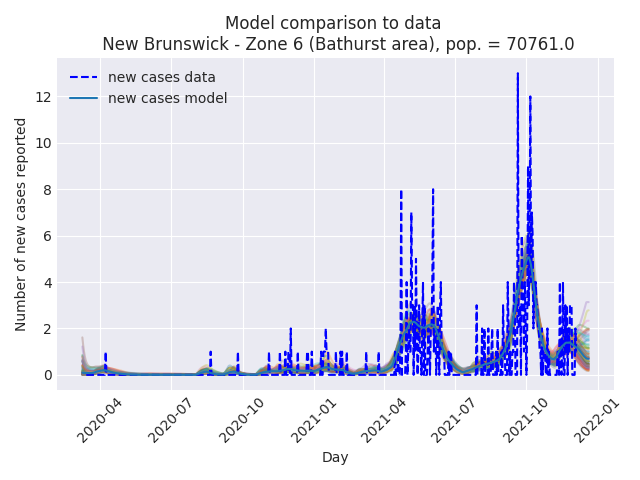 Model comparison to data
New Brunswick - Zone 6 (Bathurst area), pop. = 70761.0
new cases data
new cases model
Number of new cases reported
12
10
8
6
4
2
0
2020-04
2020-07
2020-10
2021-01
2021-04
2021-07
2021-10
2022-01
Day